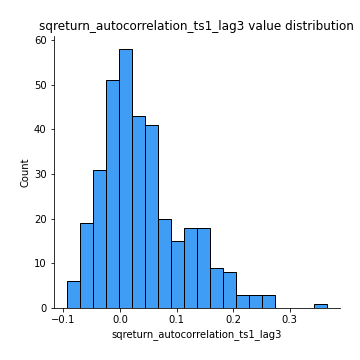 sqreturn_autocorrelation_ts1_lag3 value distribution
60
50
40
30
20
10
0
Count
−0.1 0.0 0.1 0.2 0.3
sqreturn_autocorrelation_ts1_lag3